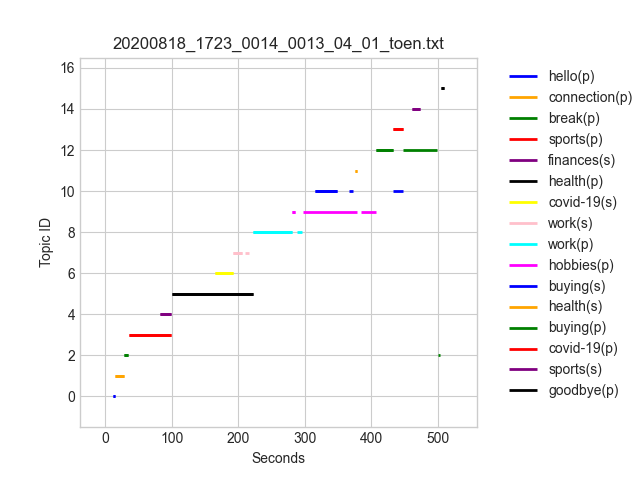 20200818_1723_0014_0013_04_01_toen.txt
16
14
12
10
8
6
4
2
0
Topic ID
0 100 200 300 400 500
Seconds
hello(p)
connection(p)
break(p)
sports(p)
finances(s)
health(p)
covid-19(s)
work(s)
work(p)
hobbies(p)
buying(s)
health(s)
buying(p)
covid-19(p)
sports(s)
goodbye(p)